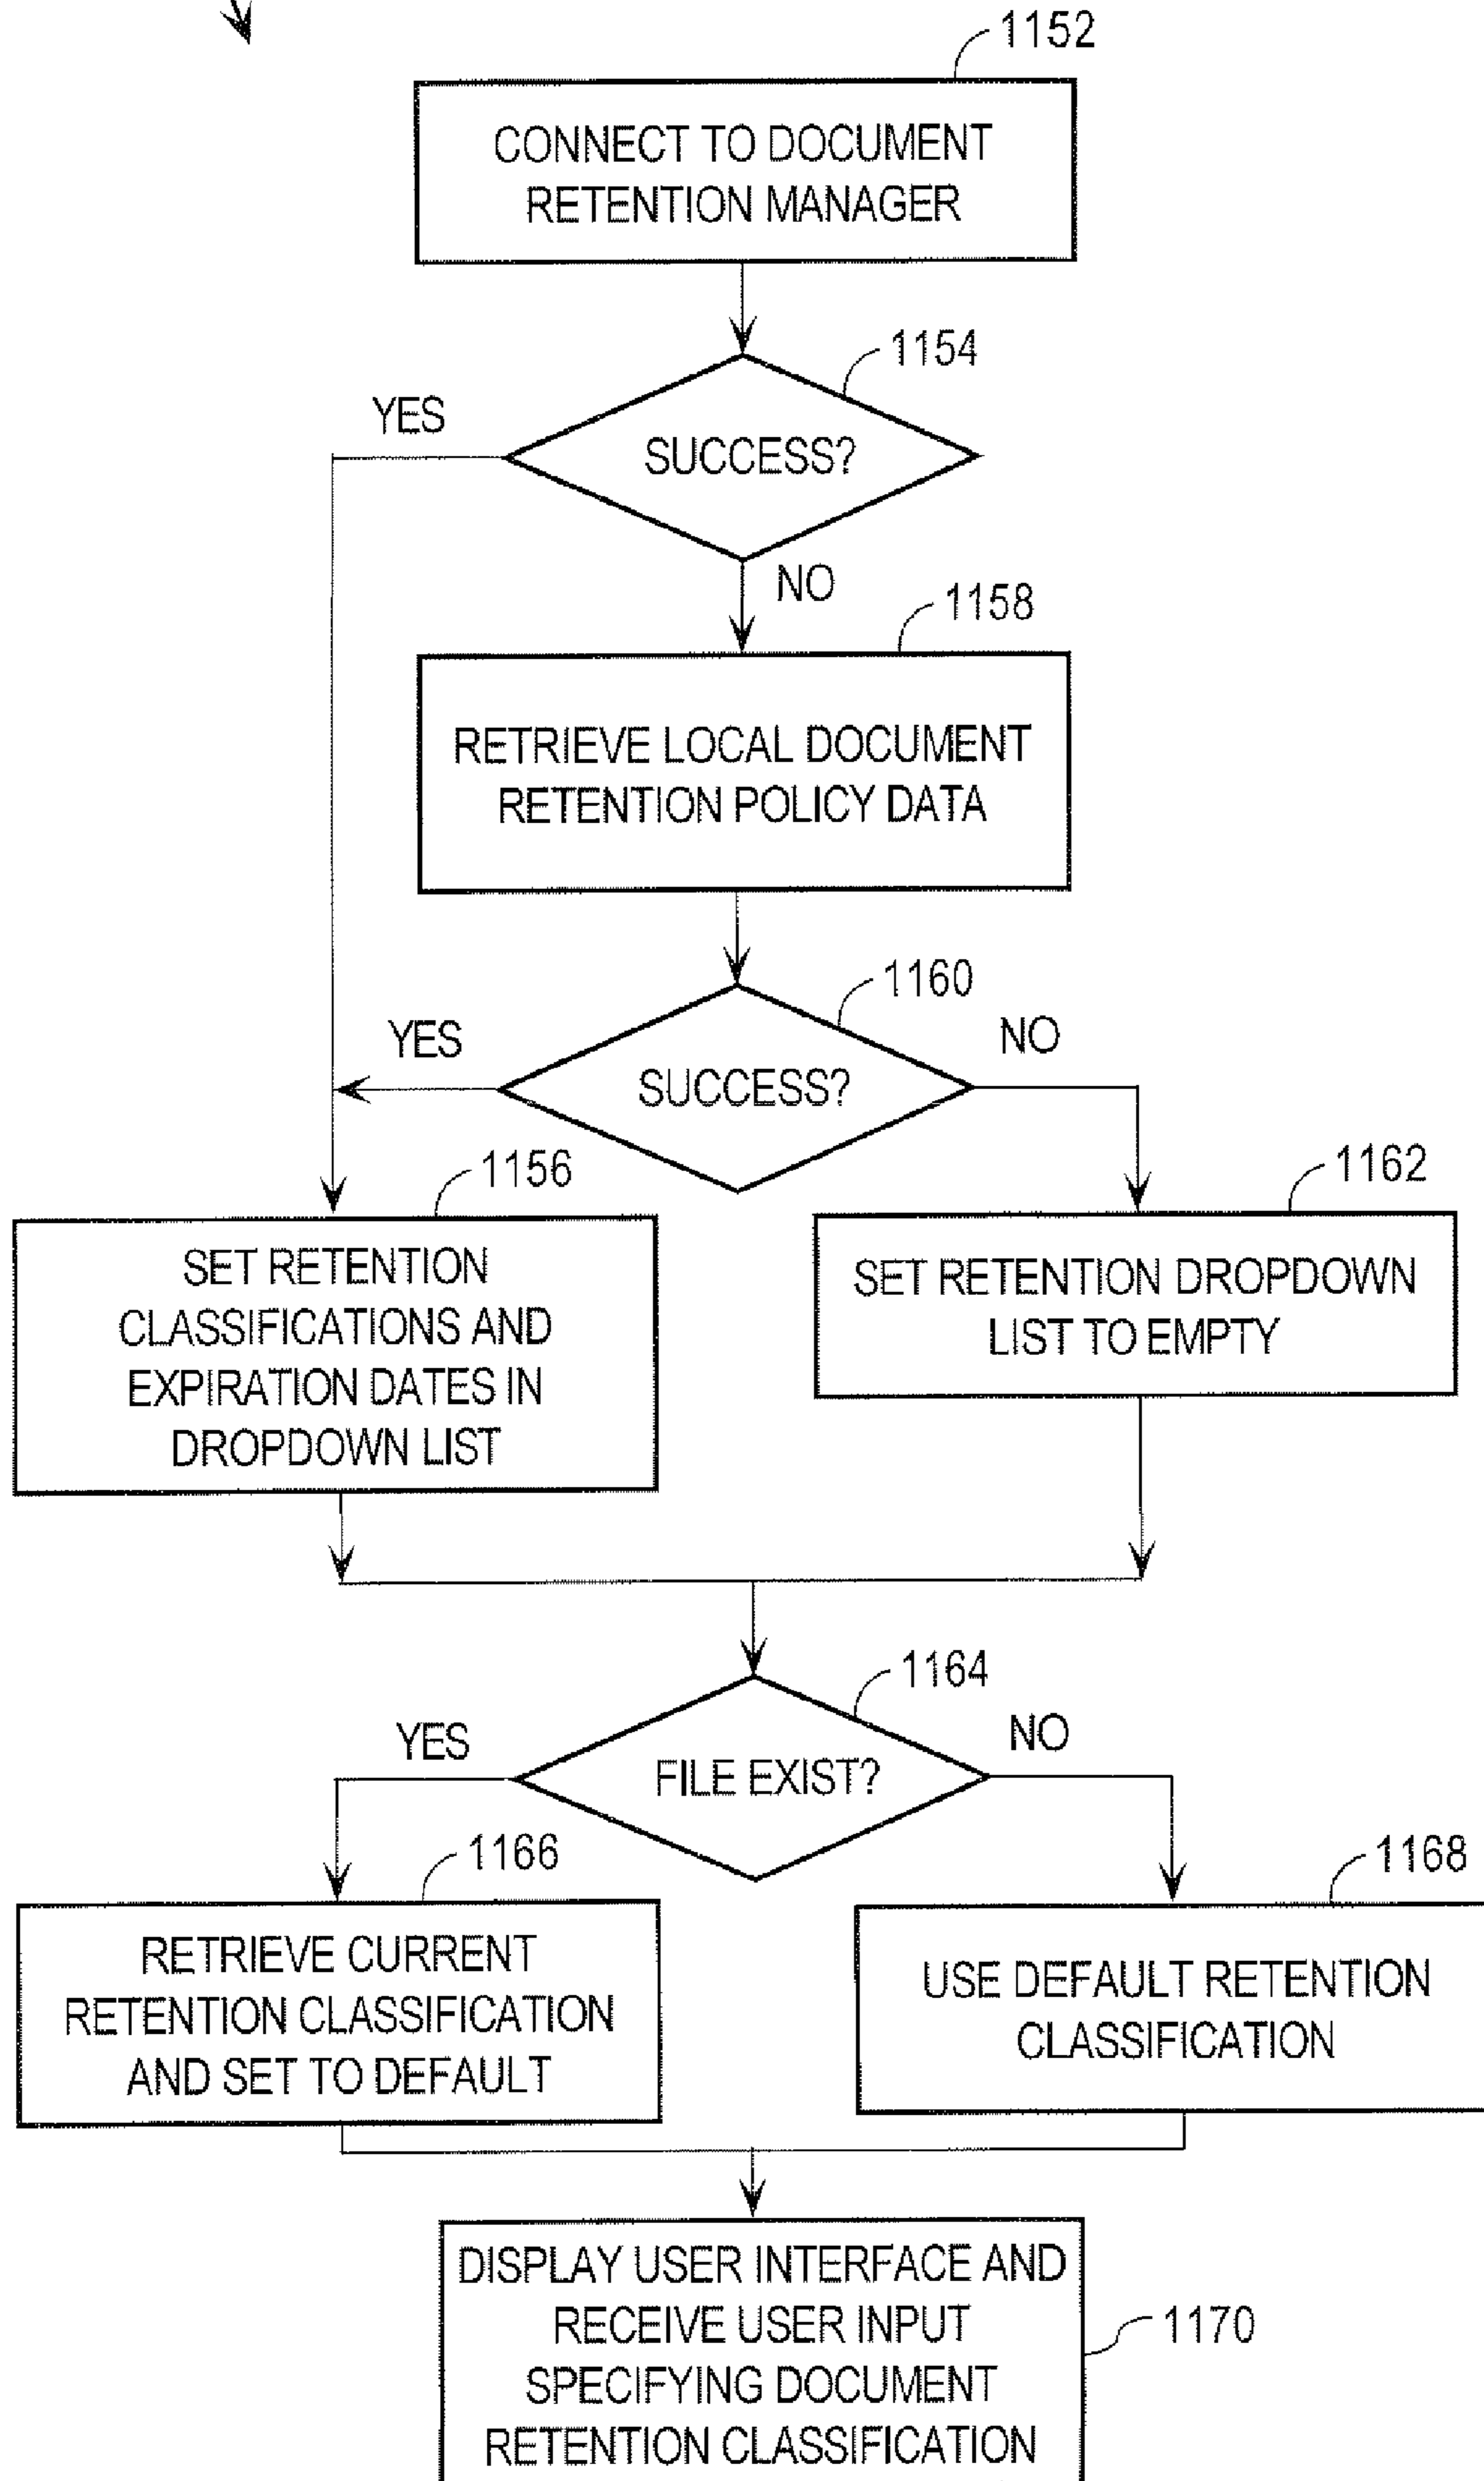 1152
CONNECT TO DOCUMENT
RETENTION MANAGER
1154
YES
SUCCESS?
NO
1158
RETRIEVE LOCAL DOCUMENT
RETENTION POLICY DATA
1160
YES
NO
SUCCESS?
1156
1162
SET RETENTION
CLASSIFICATIONS AND
EXPIRATION DATES IN
DROPDOWN LIST
SET RETENTION DROPDOWN
LIST TO EMPTY
1164
YES
NO
FILE EXIST?
1166
1168
RETRIEVE CURRENT
RETENTION CLASSIFICATION
AND SET TO DEFAULT
USE DEFAULT RETENTION
CLASSIFICATION
DISPLAY USER INTERFACE AND
RECEIVE USER INPUT
SPECIFYING DOCUMENT
RETENTION CLASSIFICATION
1170